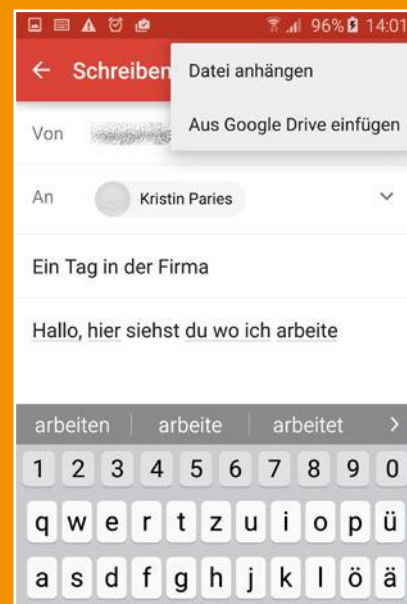 96% 14:01
← Schreiben
Datei anhängen
Aus Google Drive einfügen
Von
An Kristin Paries
Ein Tag in der Firma
Hallo, hier siehst du wo ich arbeite
arbeiten arbeite arbeitet >
1 2 3 4 5 6 7 8 9 0
q w e r t z u i o p ü
a s d f g h j k l ö ä